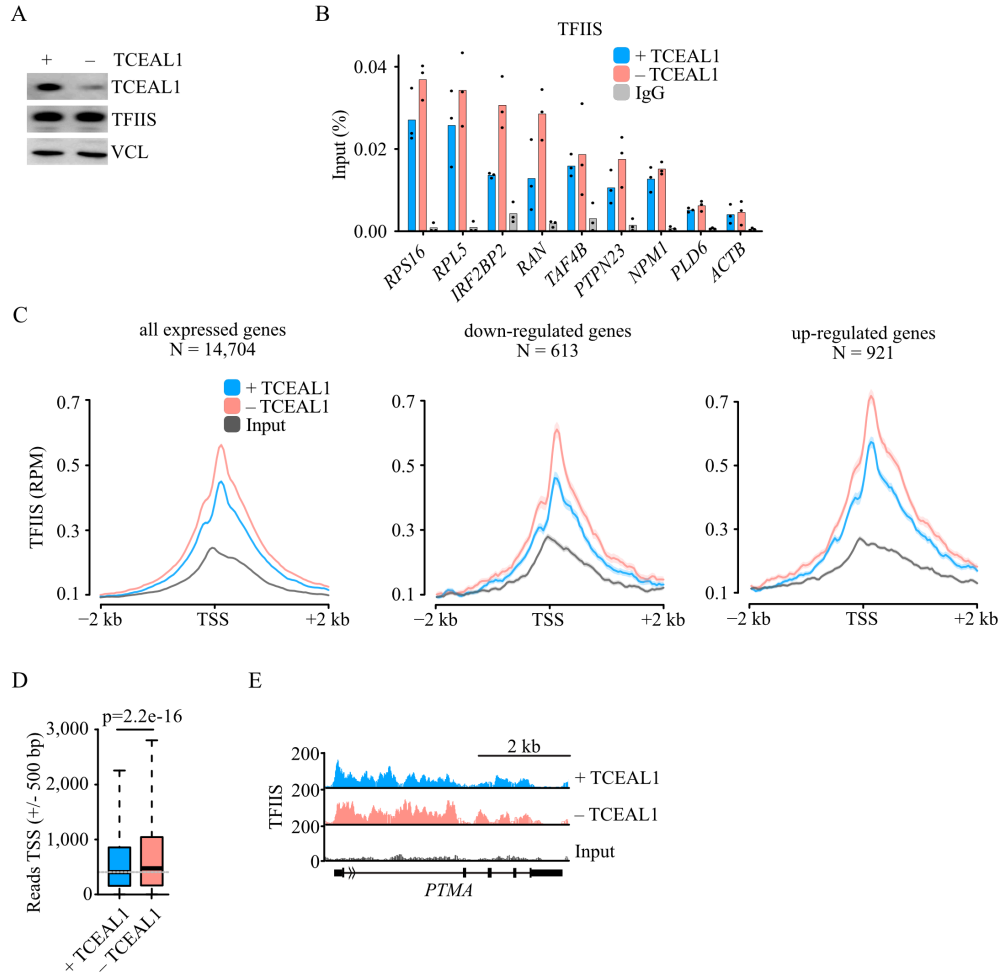 A
+ – TCEAL1
TCEAL1
TFIIS
VCL
B
TFIIS
+ TCEAL1
– TCEAL1
IgG
Input (%)
0.04
0.02
0.00
RPS16
RPL5
IRF2BP2
RAN
TAF4B
PTPN23
NPM1
PLD6
ACTB
C
all expressed genes
N = 14,704
down-regulated genes
N = 613
up-regulated genes
N = 921
+ TCEAL1
– TCEAL1
Input
TFIIS (RPM)
0.7
0.5
0.3
0.1
−2 kb TSS +2 kb
0.7
0.5
0.3
0.1
−2 kb TSS +2 kb
0.7
0.5
0.3
0.1
−2 kb TSS +2 kb
D
p=2.2e-16
Reads TSS (+/- 500 bp)
3,000
2,000
1,000
0
+ TCEAL1
– TCEAL1
E
2 kb
TFIIS
200
200
200
0
+ TCEAL1
– TCEAL1
Input
PTMA